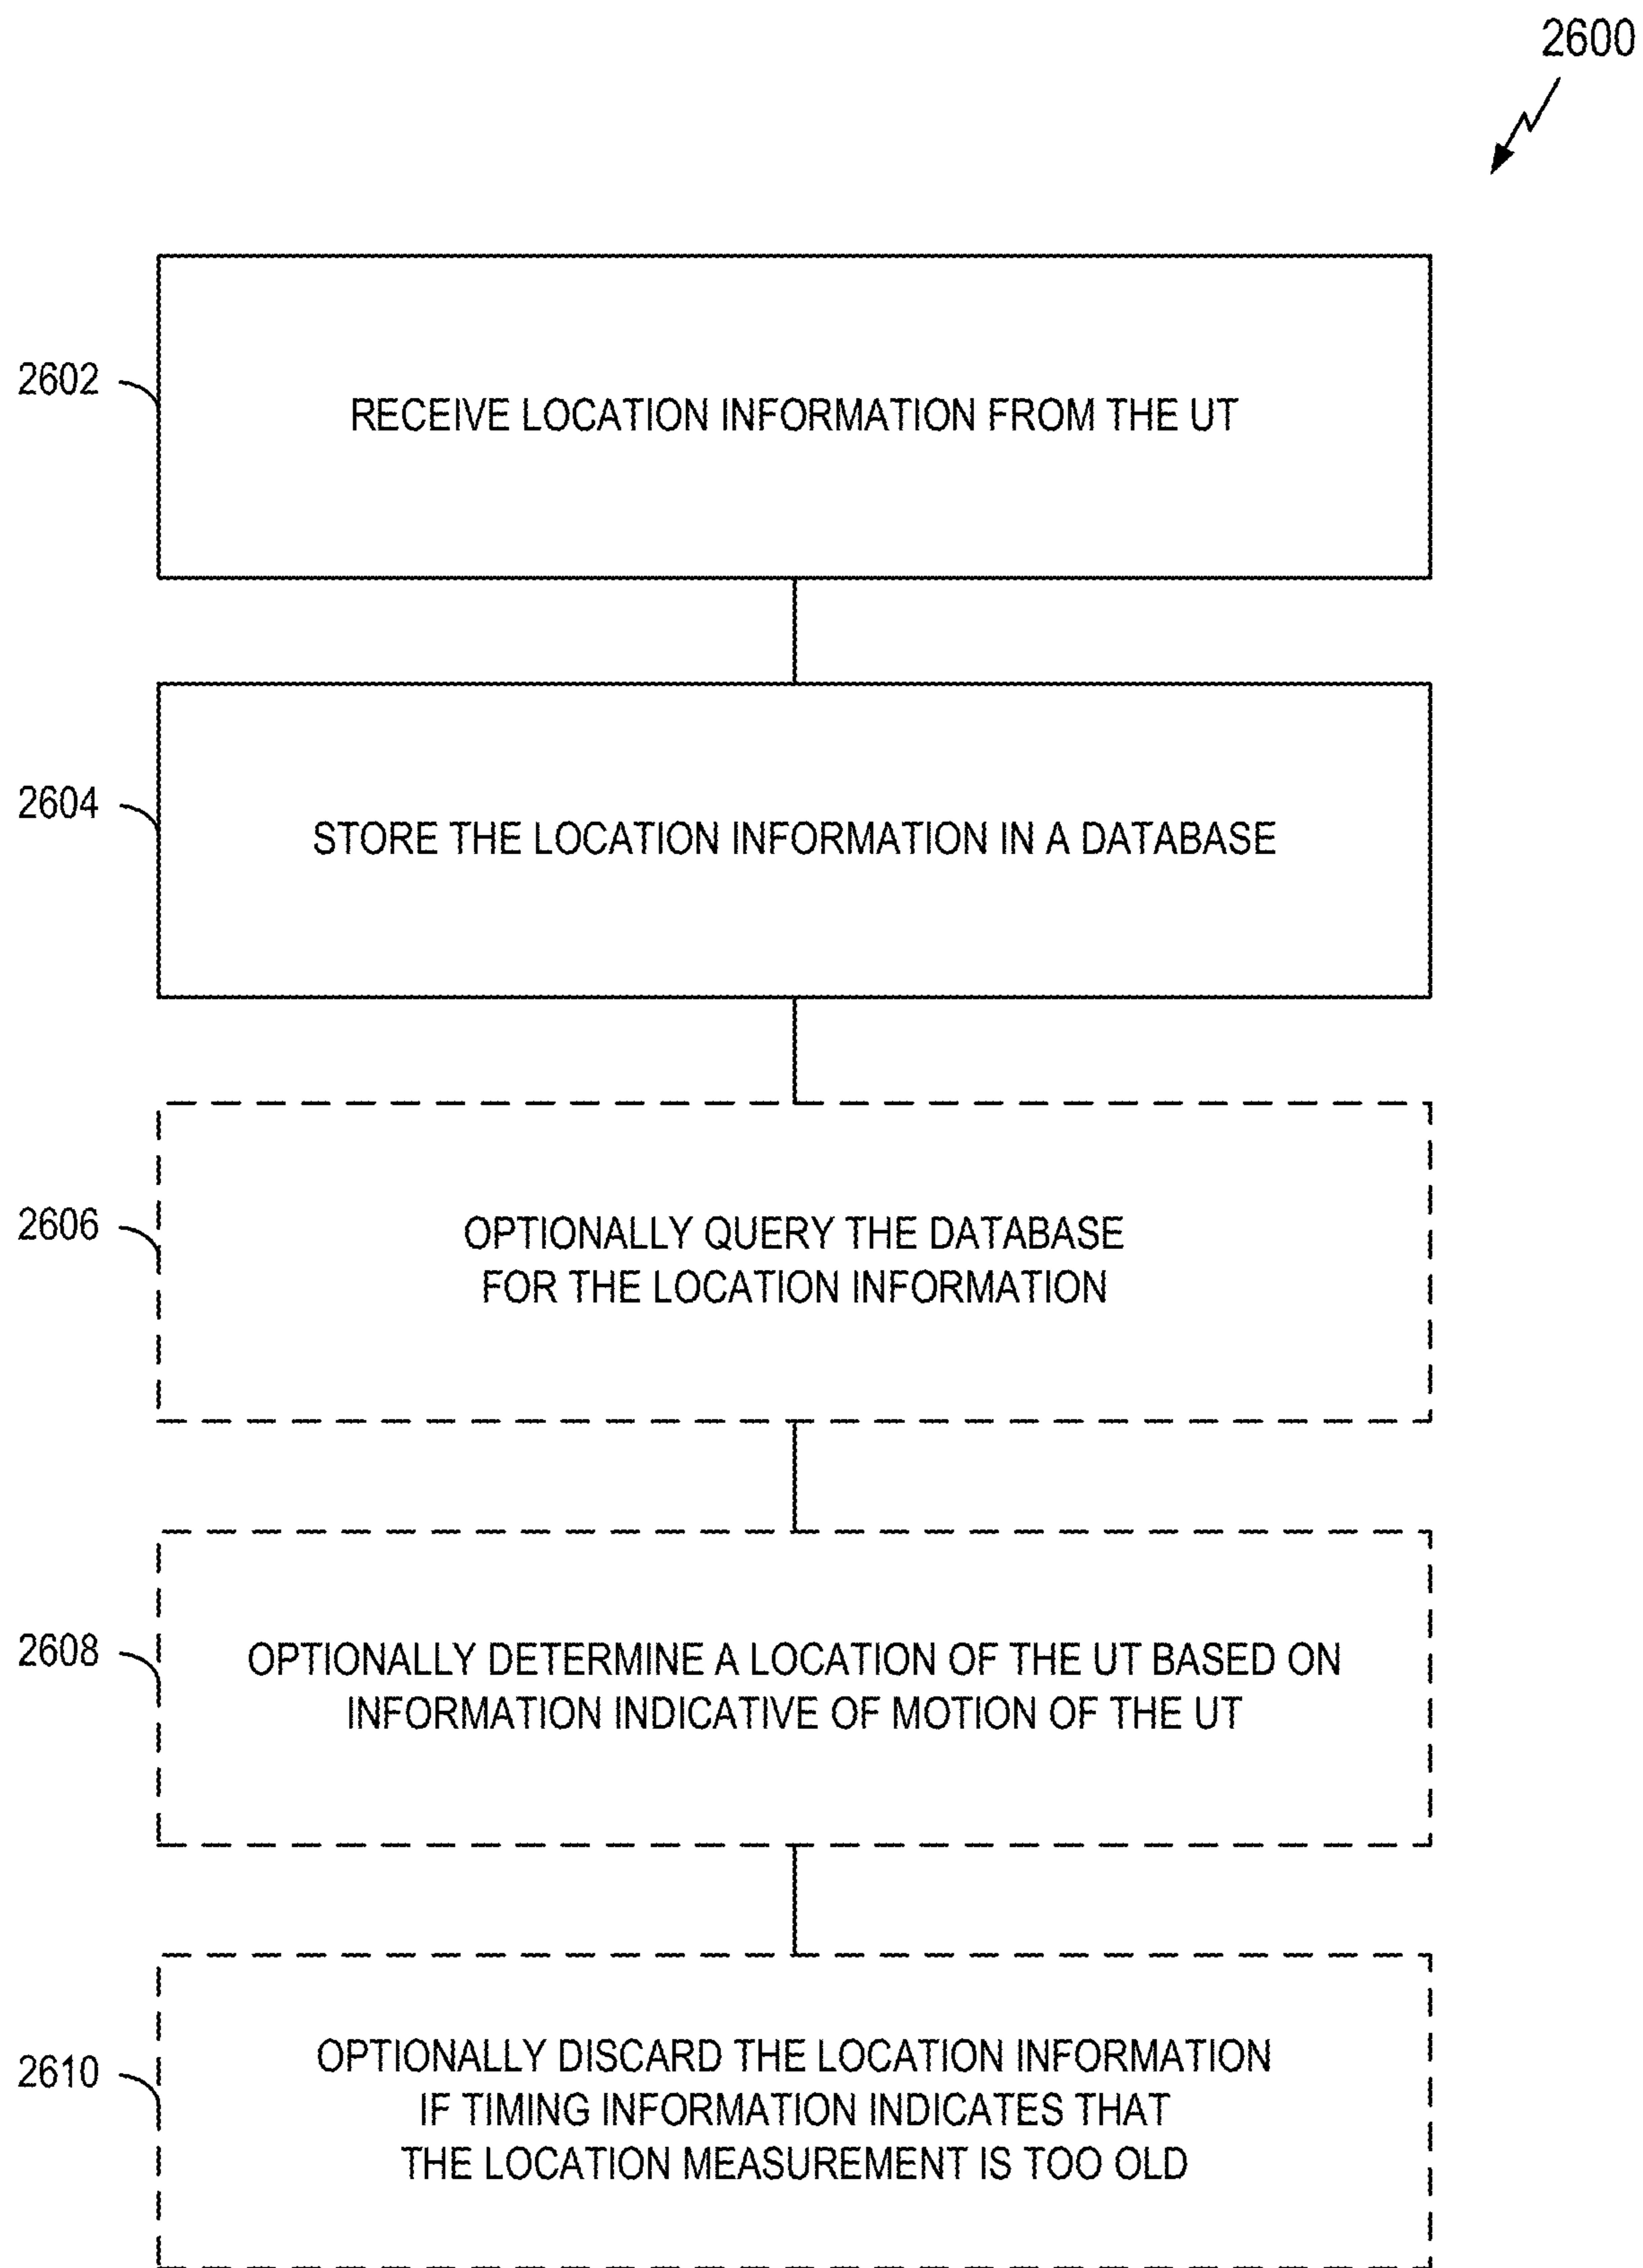 2600
2602
RECEIVE LOCATION INFORMATION FROM THE UT
2604
STORE THE LOCATION INFORMATION IN A DATABASE
2606
OPTIONALLY QUERY THE DATABASE
FOR THE LOCATION INFORMATION
2608
OPTIONALLY DETERMINE A LOCATION OF THE UT BASED ON
INFORMATION INDICATIVE OF MOTION OF THE UT
2610
OPTIONALLY DISCARD THE LOCATION INFORMATION
IF TIMING INFORMATION INDICATES THAT
THE LOCATION MEASUREMENT IS TOO OLD